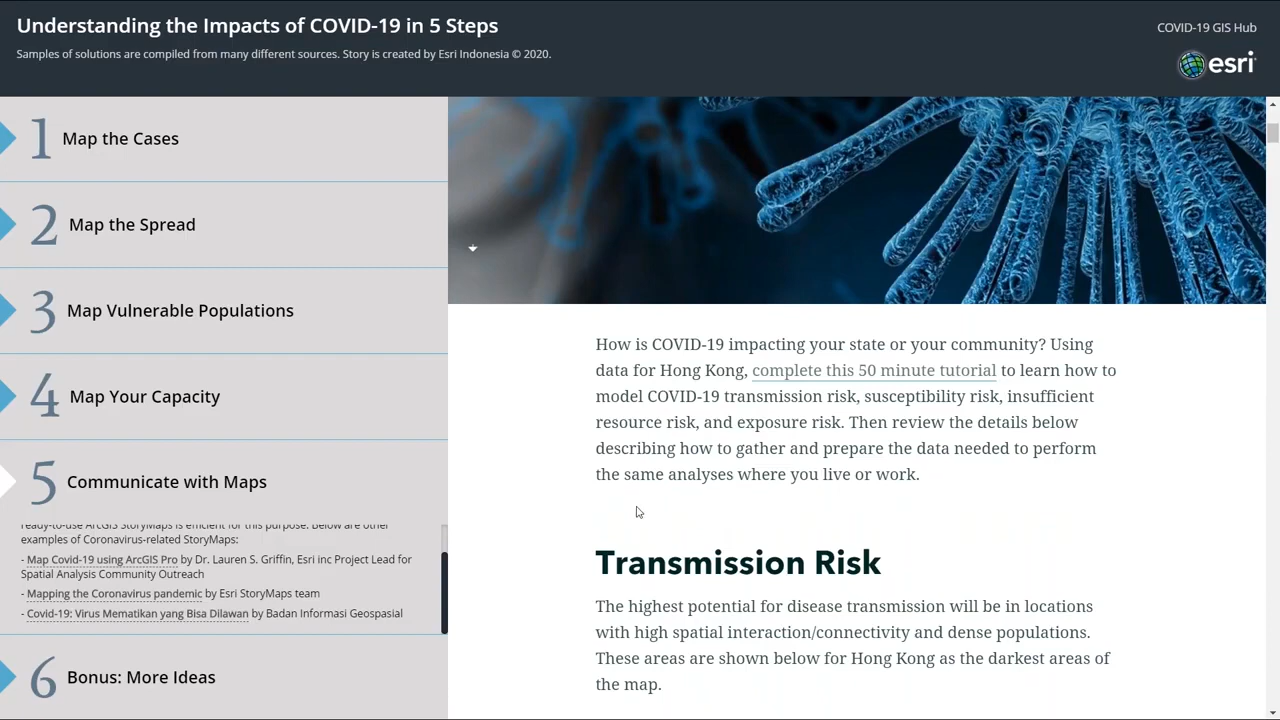 Understanding the Impacts of COVID-19 in 5 Steps
Samples of solutions are compiled from many different sources. Story is created by Esri Indonesia © 2020.
COVID-19 GIS Hub
esri
1 Map the Cases
2 Map the Spread
3 Map Vulnerable Populations
4 Map Your Capacity
5 Communicate with Maps
ready-to-use ArcGIS StoryMaps is efficient for this purpose. Below are other
examples of Coronavirus-related StoryMaps:
- Map Covid-19 using ArcGIS Pro by Dr. Lauren S. Griffin, Esri inc Project Lead for
Spatial Analysis Community Outreach
- Mapping the Coronavirus pandemic by Esri StoryMaps team
- Covid-19: Virus Mematikan yang Bisa Dilawan by Badan Informasi Geospasial
6 Bonus: More Ideas
How is COVID-19 impacting your state or your community? Using
data for Hong Kong, complete this 50 minute tutorial to learn how to
model COVID-19 transmission risk, susceptibility risk, insufficient
resource risk, and exposure risk. Then review the details below
describing how to gather and prepare the data needed to perform
the same analyses where you live or work.
Transmission Risk
The highest potential for disease transmission will be in locations
with high spatial interaction/connectivity and dense populations.
These areas are shown below for Hong Kong as the darkest areas of
the map.